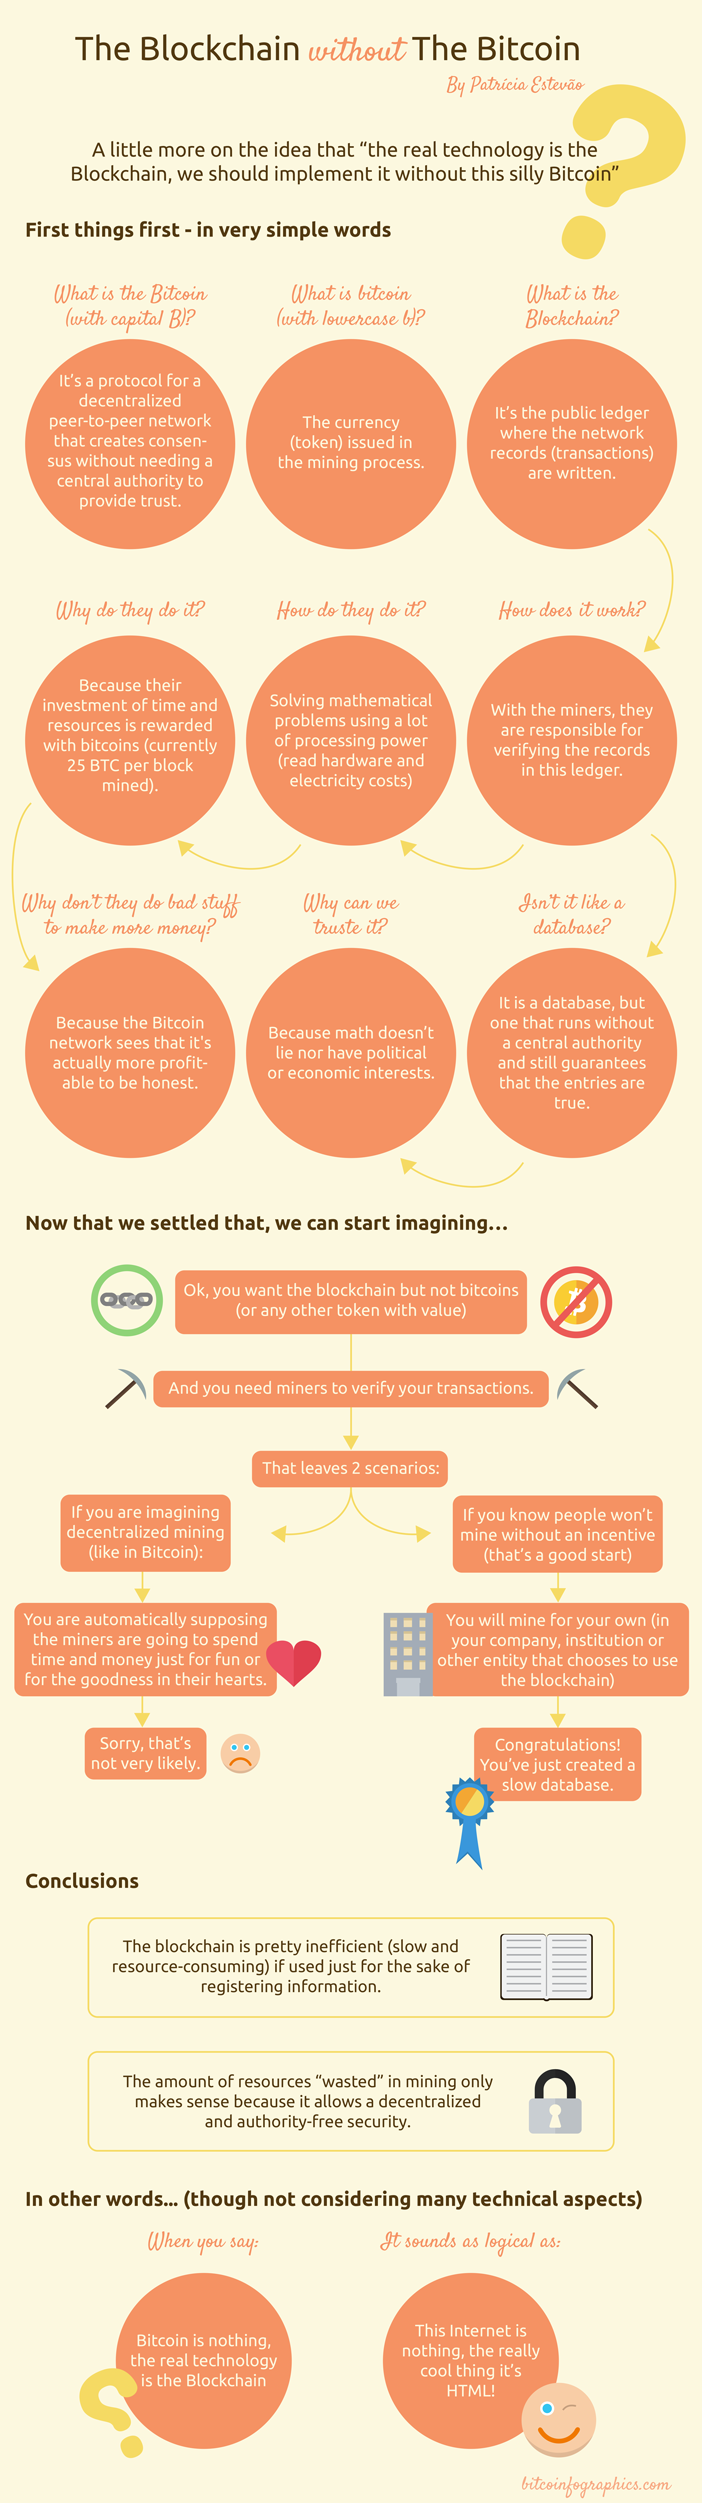 The Blockchain without The Bitcoin
By Patrícia Estevão
A little more on the idea that “the real technology is the
Blockchain, we should implement it without this silly Bitcoin”
First things first - in very simple words
What is the Bitcoin
(with capital B)?
It’s a protocol for a
decentralized
peer-to-peer network
that creates consen-
sus without needing a
central authority to
provide trust.
What is bitcoin
(with lowercase b)?
The currency
(token) issued in
the mining process.
What is the
Blockchain?
It’s the public ledger
where the network
records (transactions)
are written.
How does it work?
With the miners, they
are responsible for
verifying the records
in this ledger.
How do they do it?
Solving mathematical
problems using a lot
of processing power
(read hardware and
electricity costs)
Why do they do it?
Because their
investment of time and
resources is rewarded
with bitcoins (currently
25 BTC per block
mined).
Why don't they do bad stuff
to make more money?
Because the Bitcoin
network sees that it's
actually more profit-
able to be honest.
Isn't it like a
database?
It is a database, but
one that runs without
a central authority
and still guarantees
that the entries are
true.
Why can we
truste it?
Because math doesn’t
lie nor have political
or economic interests.
Now that we settled that, we can start imagining...
Ok, you want the blockchain but not bitcoins
(or any other token with value)
And you need miners to verify your transactions.
That leaves 2 scenarios:
If you are imagining
decentralized mining
(like in Bitcoin):
You are automatically supposing
the miners are going to spend
time and money just for fun or
for the goodness in their hearts.
Sorry, that’s
not very likely.
If you know people won’t
mine without an incentive
(that’s a good start)
You will mine for your own (in
your company, institution or
other entity that chooses to use
the blockchain)
Congratulations!
You’ve just created a
slow database.
Conclusions
The blockchain is pretty inefficient (slow and
resource-consuming) if used just for the sake of
registering information.
The amount of resources “wasted” in mining only
makes sense because it allows a decentralized
and authority-free security.
In other words... (though not considering many technical aspects)
When you say:
Bitcoin is nothing,
the real technology
is the Blockchain
It sounds as logical as:
This Internet is
nothing, the really
cool thing it’s
HTML!
bitcoinfographics.com